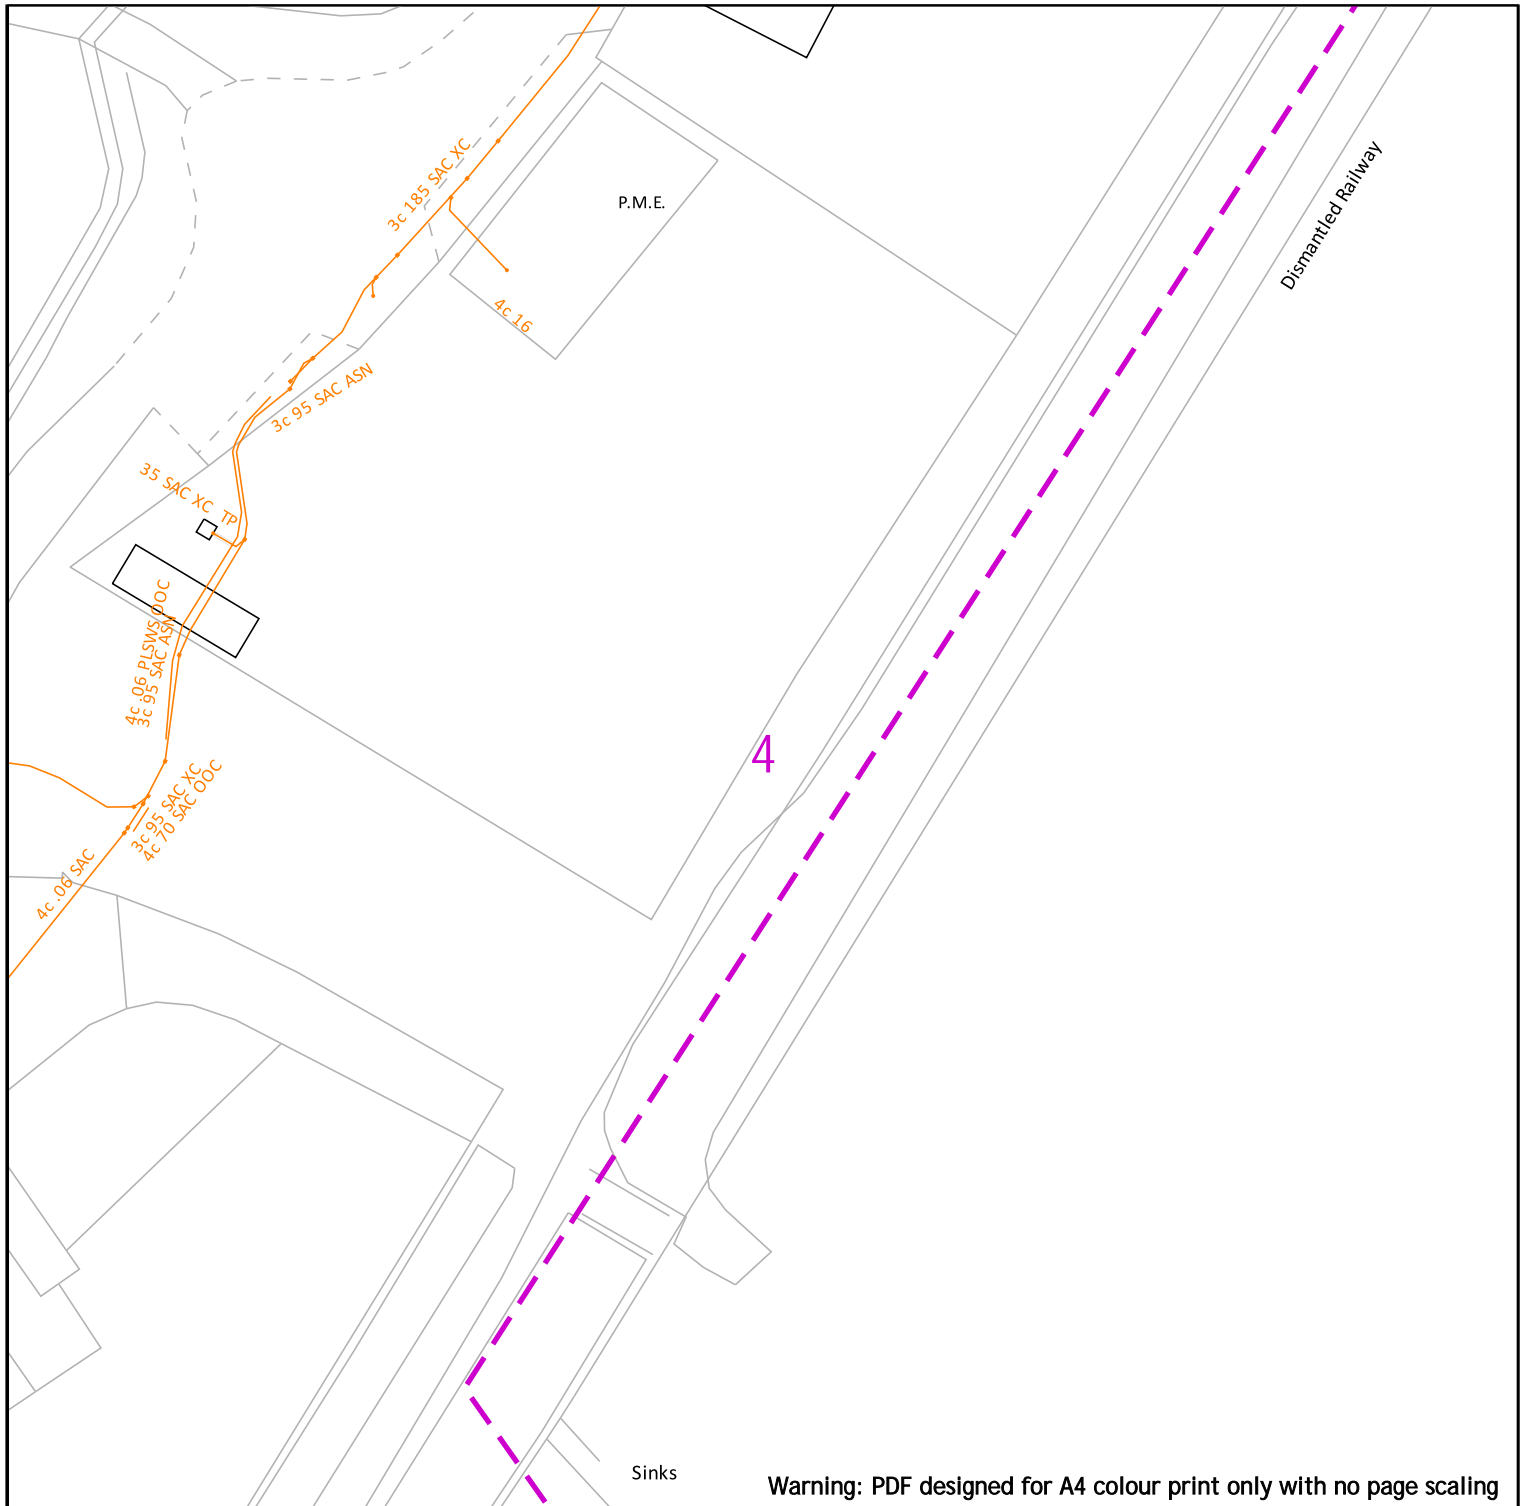 3c 185 SAC XC
P.M.E.
Dismantled Railway
4c 16
3c 95 SAC ASN
35 SAC XC TP
4c .06 PLSWS OOC
3c 95 SAC ASN
4
3c 95 SAC XC
4c 70 SAC OOC
4c .06 SAC
Sinks
Warning: PDF designed for A4 colour print only with no page scaling